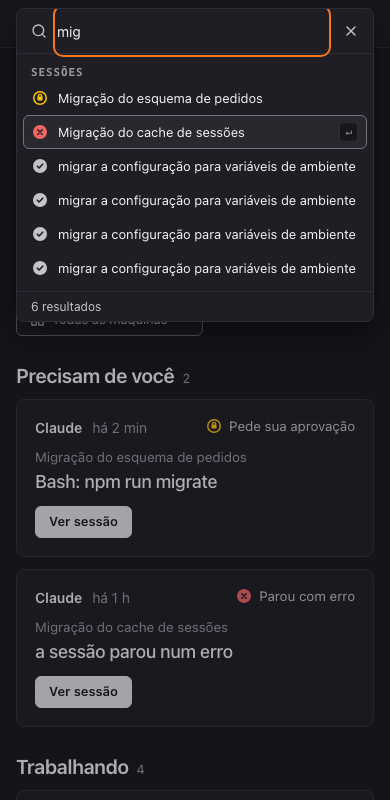 mig
SESSÕES
Migração do esquema de pedidos
Migração do cache de sessões
migrar a configuração para variáveis de ambiente
migrar a configuração para variáveis de ambiente
migrar a configuração para variáveis de ambiente
migrar a configuração para variáveis de ambiente
6 resultados
Todas as máquinas
Precisam de você 2
Claude há 2 min Pede sua aprovação
Migração do esquema de pedidos
Bash: npm run migrate
Ver sessão
Claude há 1 h Parou com erro
Migração do cache de sessões
a sessão parou num erro
Ver sessão
Trabalhando 4